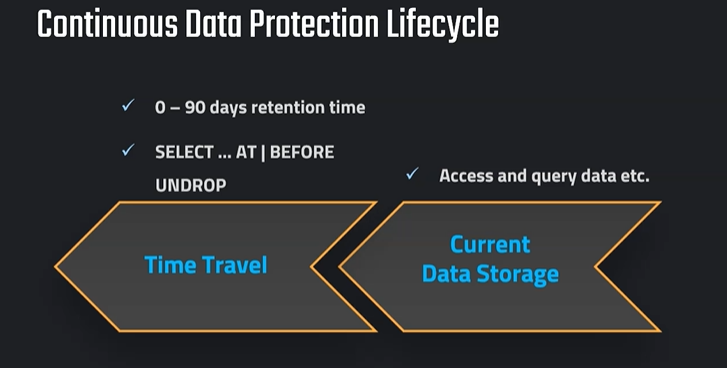 Continuous Data Protection Lifecycle
✓ 0 – 90 days retention time
✓ SELECT ... AT | BEFORE
UNDROP
✓ Access and query data etc.
Time Travel
Current
Data Storage